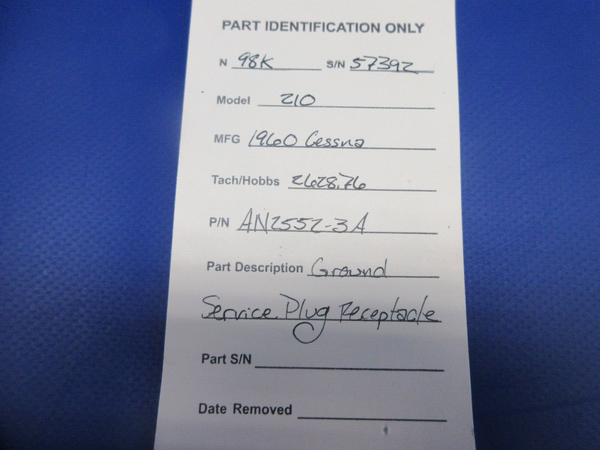 PART IDENTIFICATION ONLY
N 98K S/N 57392
Model 210
MFG 1960 Cessna
Tach/Hobbs 2628.76
P/N AN2552-3A
Part Description Ground
Service Plug Receptacle
Part S/N
Date Removed